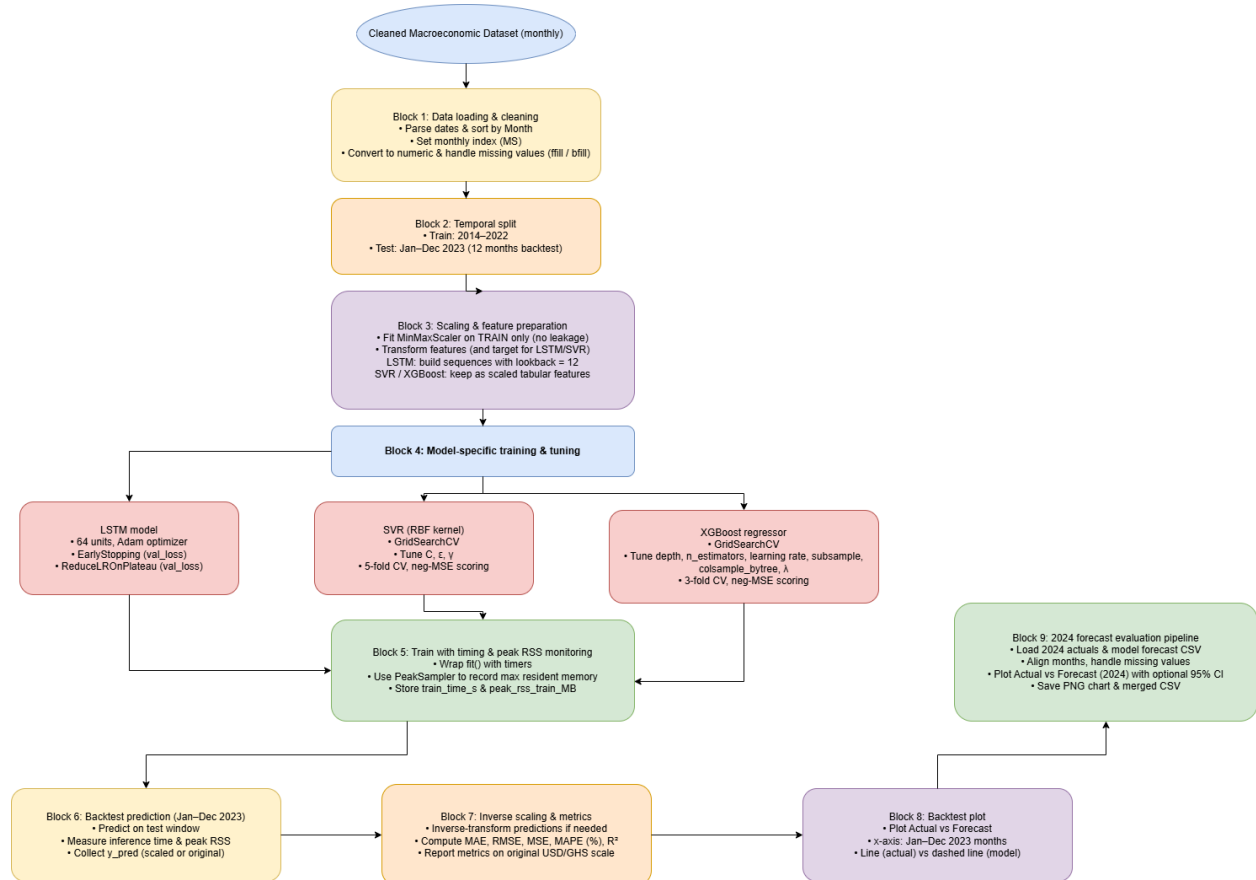 Cleaned Macroeconomic Dataset (monthly)
Block 1: Data loading & cleaning
• Parse dates & sort by Month
• Set monthly index (MS)
• Convert to numeric & handle missing values (ffill / bfill)
Block 2: Temporal split
• Train: 2014–2022
• Test: Jan–Dec 2023 (12 months backtest)
Block 3: Scaling & feature preparation
• Fit MinMaxScaler on TRAIN only (no leakage)
• Transform features (and target for LSTM/SVR)
LSTM: build sequences with lookback = 12
SVR / XGBoost: keep as scaled tabular features
Block 4: Model-specific training & tuning
LSTM model
• 64 units, Adam optimizer
• EarlyStopping (val_loss)
• ReduceLROnPlateau (val_loss)
SVR (RBF kernel)
• GridSearchCV
• Tune C, ε, γ
• 5-fold CV, neg-MSE scoring
XGBoost regressor
• GridSearchCV
• Tune depth, n_estimators, learning rate, subsample,
colsample_bytree, λ
• 3-fold CV, neg-MSE scoring
Block 5: Train with timing & peak RSS monitoring
• Wrap fit() with timers
• Use PeakSampler to record max resident memory
• Store train_time_s & peak_rss_train_MB
Block 6: Backtest prediction (Jan–Dec 2023)
• Predict on test window
• Measure inference time & peak RSS
• Collect y_pred (scaled or original)
Block 7: Inverse scaling & metrics
• Inverse-transform predictions if needed
• Compute MAE, RMSE, MSE, MAPE (%), R²
• Report metrics on original USD/GHS scale
Block 8: Backtest plot
• Plot Actual vs Forecast
• x-axis: Jan–Dec 2023 months
• Line (actual) vs dashed line (model)
Block 9: 2024 forecast evaluation pipeline
• Load 2024 actuals & model forecast CSV
• Align months, handle missing values
• Plot Actual vs Forecast (2024) with optional 95% CI
• Save PNG chart & merged CSV